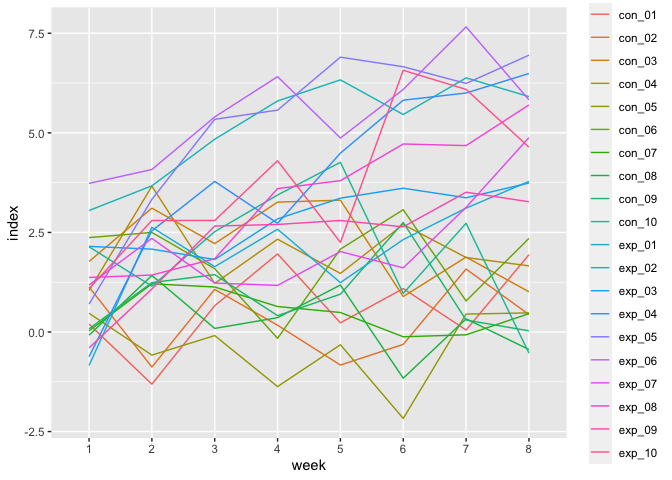 7.5
5.0
2.5
0.0
-2.5
index
1 2 3 4 5 6 7 8
week
con_01
con_02
con_03
con_04
con_05
con_06
con_07
con_08
con_09
con_10
exp_01
exp_02
exp_03
exp_04
exp_05
exp_06
exp_07
exp_08
exp_09
exp_10